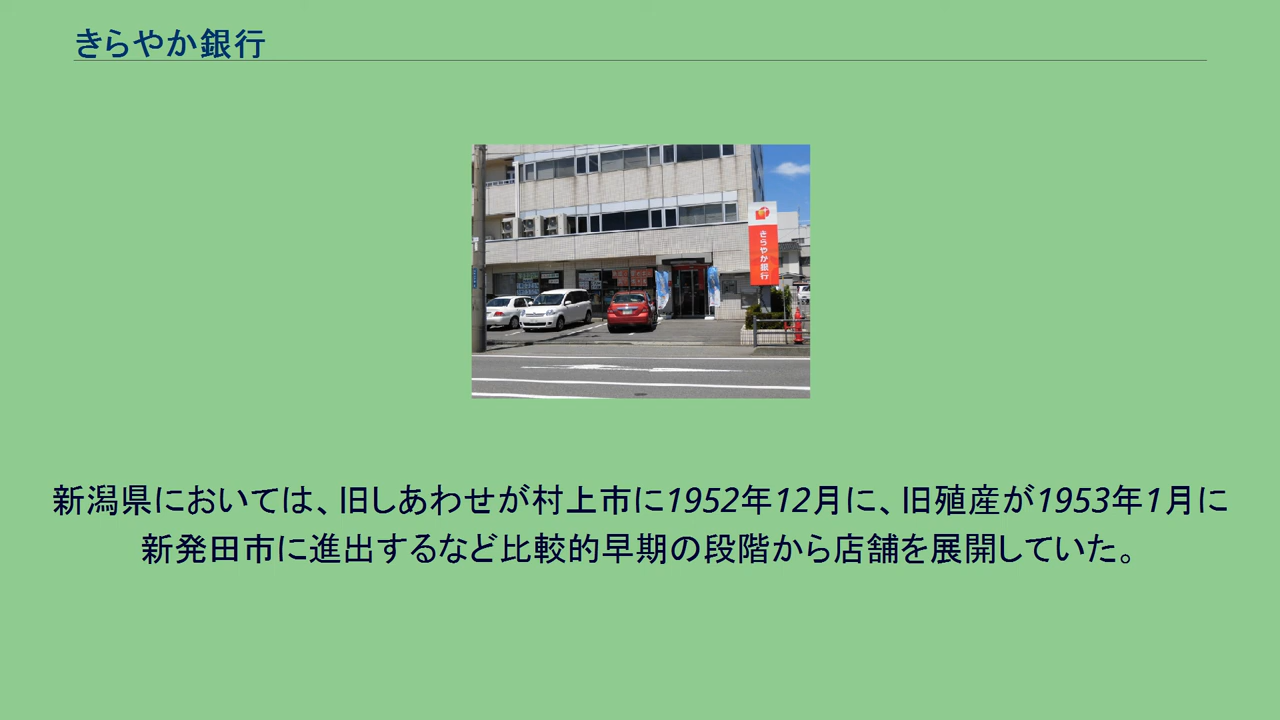 きらやか銀行
きらやか銀行
新潟県においては、旧しあわせが村上市に1952年12月に、旧殖産が1953年1月に
新発田市に進出するなど比較的早期の段階から店舗を展開していた。